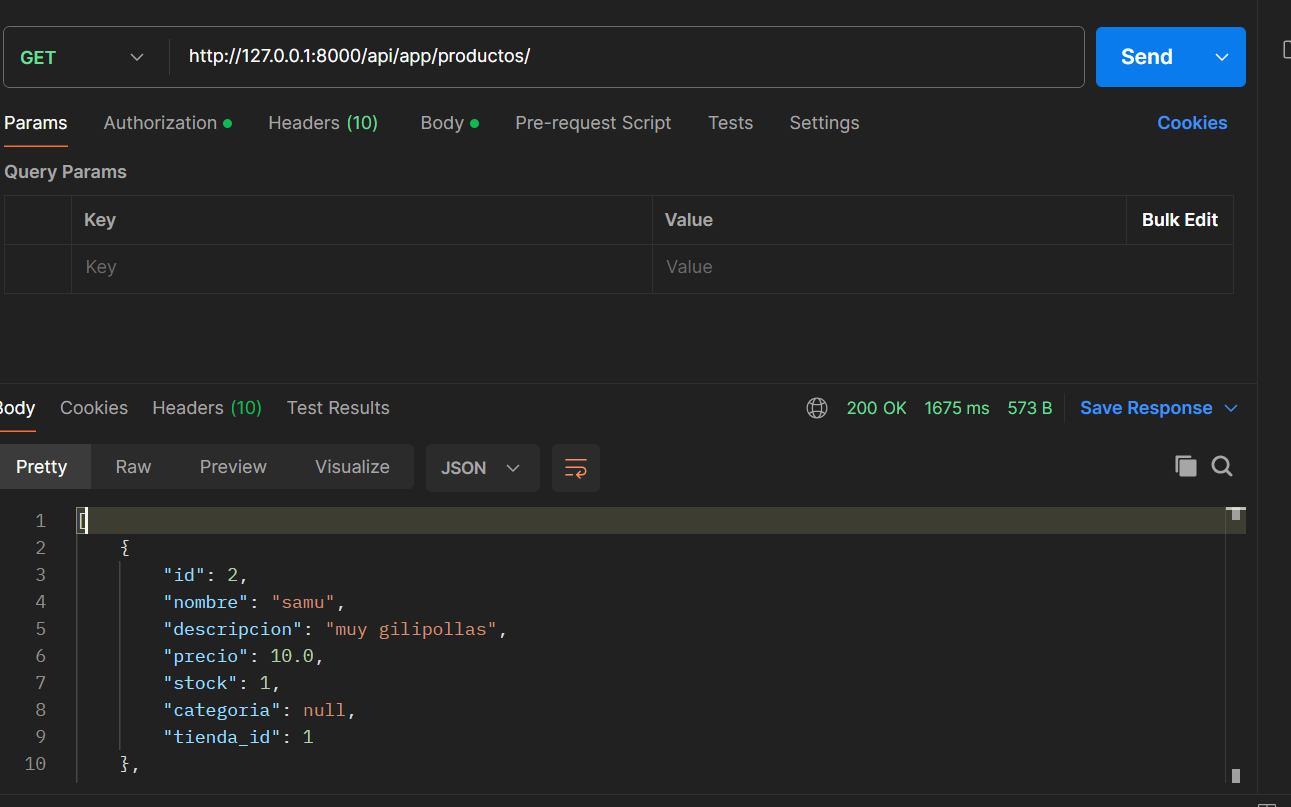 GET http://127.0.0.1:8000/api/app/productos/ Send
Params Authorization Headers (10) Body Pre-request Script Tests Settings Cookies
Query Params
Key Value Bulk Edit
Key Value
Body Cookies Headers (10) Test Results 200 OK 1675 ms 573 B Save Response
Pretty Raw Preview Visualize JSON
1 [
2 {
3 "id": 2,
4 "nombre": "samu",
5 "descripcion": "muy gilipollas",
6 "precio": 10.0,
7 "stock": 1,
8 "categoria": null,
9 "tienda_id": 1
10 },